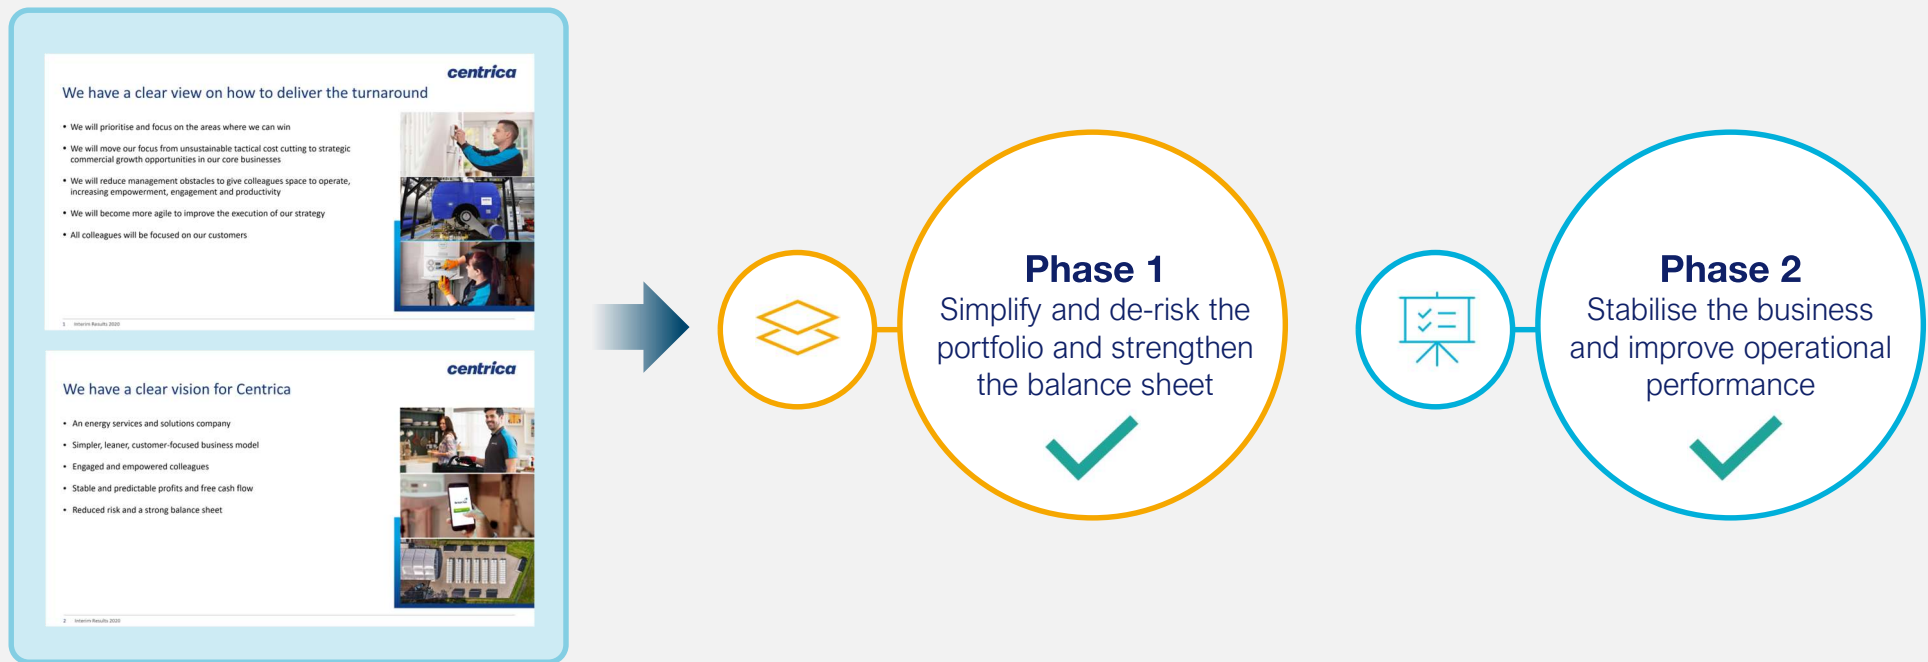 centrica
We have a clear view on how to deliver the turnaround
• We will prioritise and focus on the areas where we can win
• We will move our focus from unsustainable tactical cost cutting to strategic
commercial growth opportunities in our core businesses
• We will reduce management obstacles to give colleagues space to operate,
increasing empowerment, engagement and productivity
• We will become more agile to improve the execution of our strategy
• All colleagues will be focused on our customers
1 Interim Results 2020
centrica
We have a clear vision for Centrica
• An energy services and solutions company
• Simpler, leaner, customer-focused business model
• Engaged and empowered colleagues
• Stable and predictable profits and free cash flow
• Reduced risk and a strong balance sheet
2 Interim Results 2020
Phase 1
Simplify and de-risk the
portfolio and strengthen
the balance sheet
Phase 2
Stabilise the business
and improve operational
performance